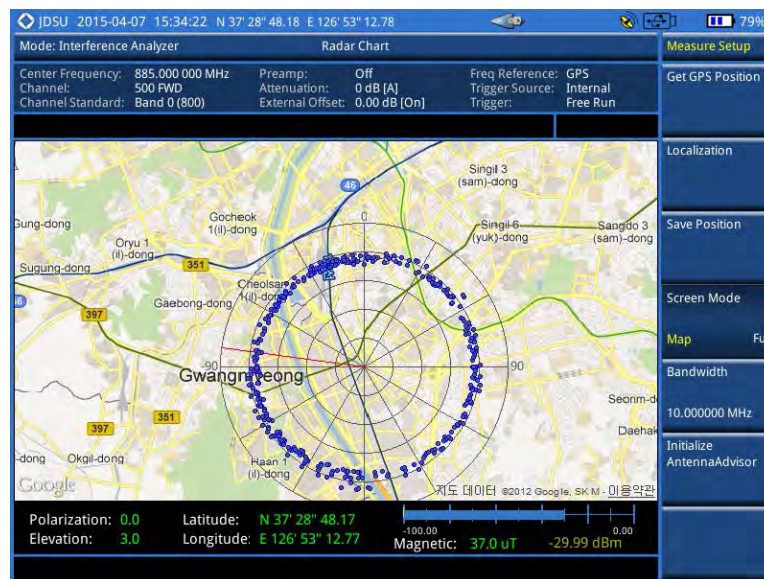 JDSU 2015-04-07 15:34:22 N 37' 28" 48.18 E 126' 53" 12.78 79%
Mode: Interference Analyzer Radar Chart Measure Setup
Center Frequency: 885.000 000 MHz Preamp: Off Freq Reference: GPS
Channel: 500 FWD Attenuation: 0 dB [A] Trigger Source: Internal
Channel Standard: Band 0 (800) External Offset: 0.00 dB [On] Trigger: Free Run
Get GPS Position
Localization
Save Position
Screen Mode
Map Fu
Bandwidth
10.000000 MHz
Initialize
AntennaAdvisor
Singil 3
(sam)-dong
46
Gung-dong
Gocheok
1(il)-dong
0
Singil 6
(yuk)-dong
Sangdo 3
(sam)-dong
Oryu 1
(il)-dong
351
Sugung-dong
Cheolsan
1(il)-dong
Gaebong-dong
397
-90
90
Gwangmyeong
Seorim-d
351
397
Daehak
-dong Okgil-dong
Haan 1
(il)-dong
Google
지도 데이터 ©2012 Google, SK M - 이용약관
Polarization: 0.0 Latitude: N 37' 28" 48.17
-100.00 0.00
Elevation: 3.0 Longitude: E 126' 53" 12.77 Magnetic: 37.0 uT -29.99 dBm